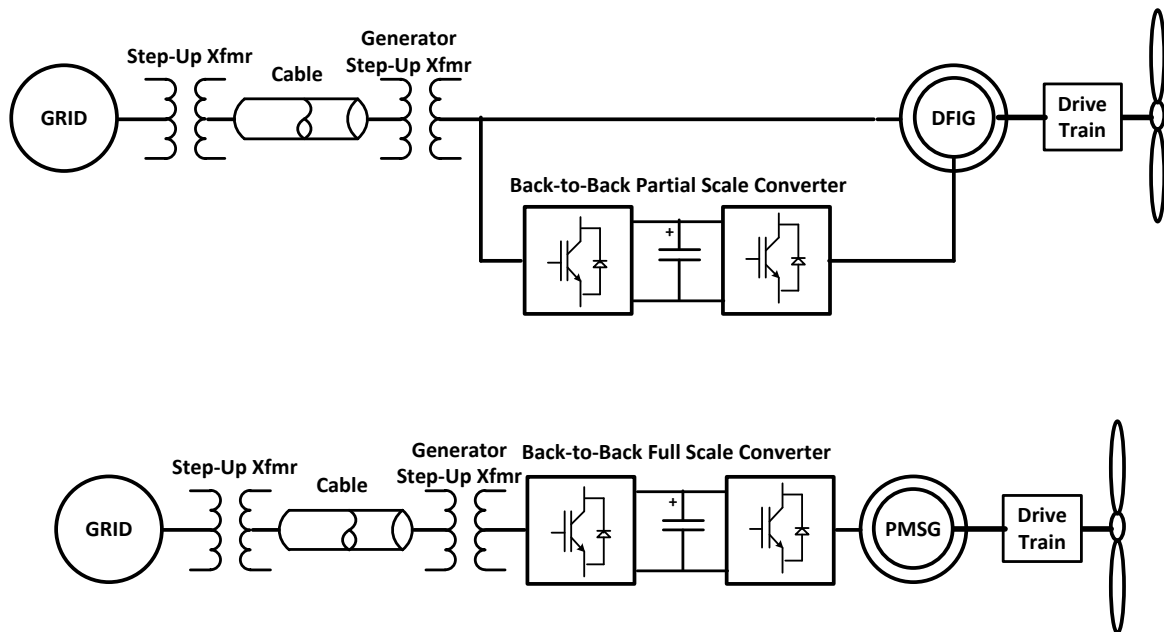 Step-Up Xfmr
Cable
Generator
Step-Up Xfmr
GRID
DFIG
Drive
Train
Back-to-Back Partial Scale Converter
+
Step-Up Xfmr
Cable
Generator
Step-Up Xfmr
Back-to-Back Full Scale Converter
+
GRID
PMSG
Drive
Train